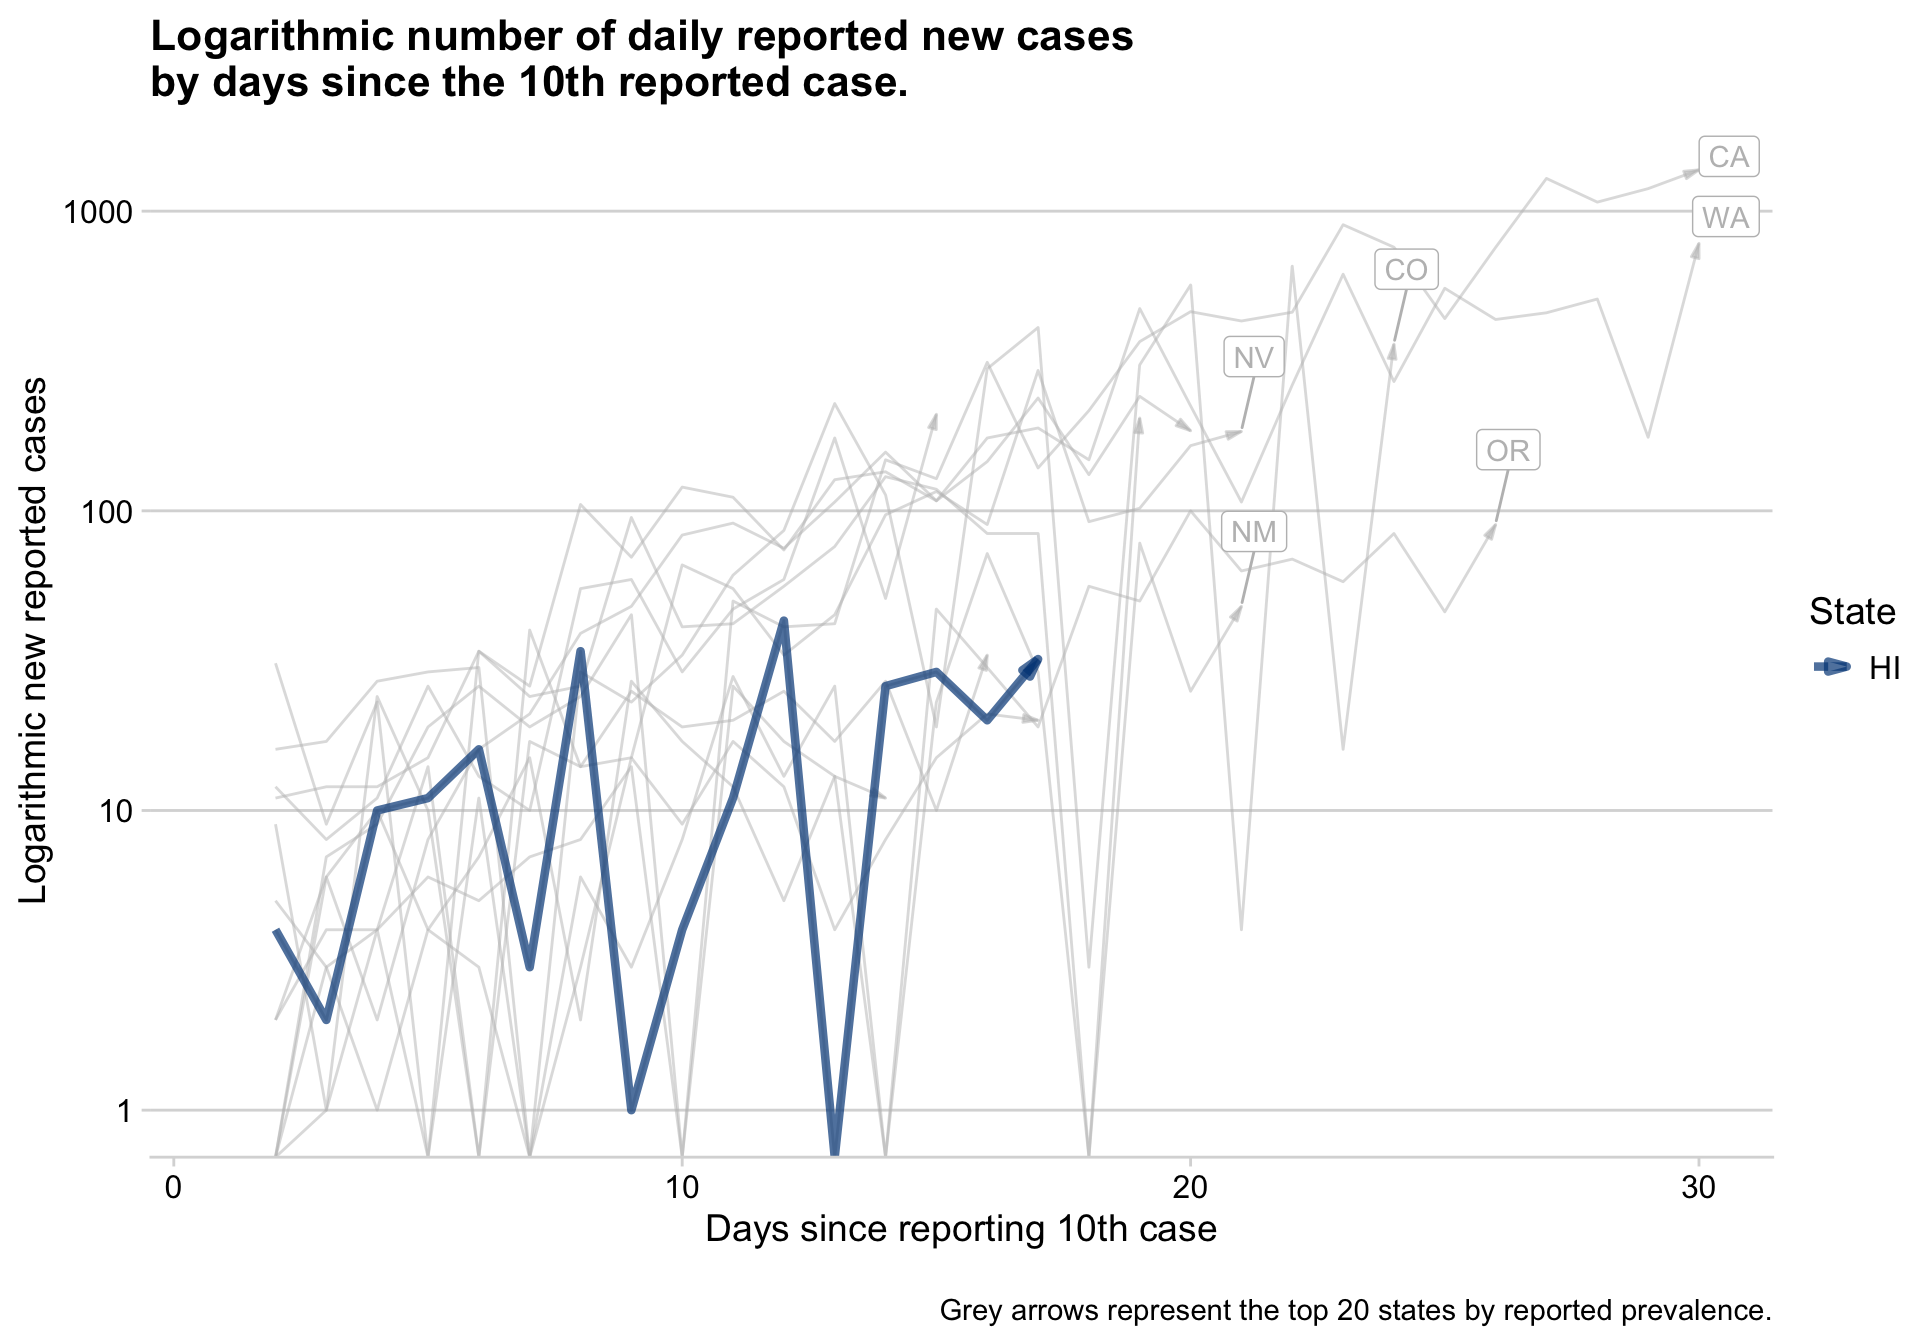 Logarithmic number of daily reported new cases
by days since the 10th reported case.
Logarithmic new reported cases
1000
100
10
1
CA
WA
CO
NV
OR
NM
State
HI
0
10
20
30
Days since reporting 10th case
Grey arrows represent the top 20 states by reported prevalence.